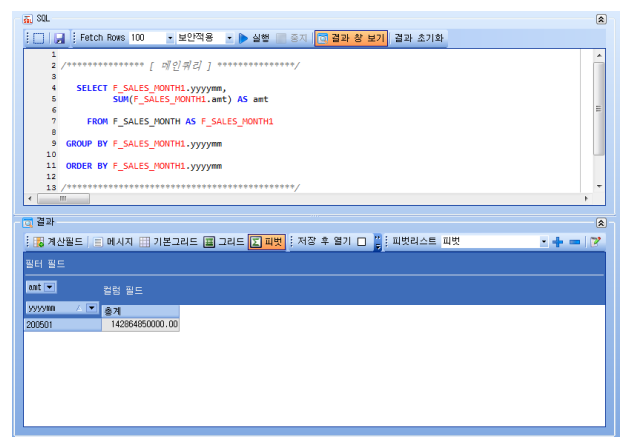 SQL
Fetch Rows 100 보안적용 실행 중지 결과 창 보기 결과 초기화
1
2 /*************** [ 메인쿼리 ] ***************/
3
4 SELECT F_SALES_MONTH1.yyyymm,
5 SUM(F_SALES_MONTH1.amt) AS amt
6
7 FROM F_SALES_MONTH AS F_SALES_MONTH1
8
9 GROUP BY F_SALES_MONTH1.yyyymm
10
11 ORDER BY F_SALES_MONTH1.yyyymm
12
13 /********************************************/
결과
계산필드 메시지 기본그리드 그리드 피벗 저장 후 열기 피벗리스트 피벗
필터 필드
amt 컬럼 필드
yyyymm 총계
200501 142864850000.00